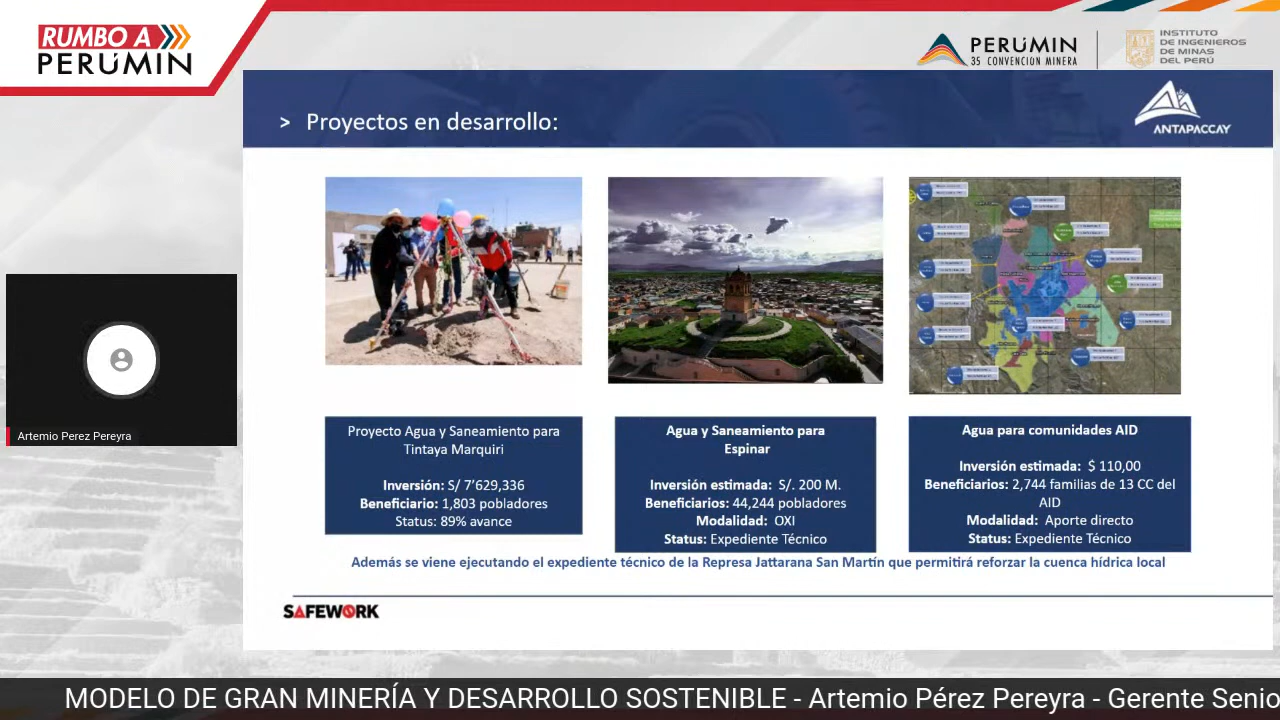 RUMBO A
PERÚMIN
PERÚMIN
35 CONVENCIÓN MINERA
INSTITUTO
DE INGENIEROS
DE MINAS
DEL PERÚ
> Proyectos en desarrollo:
ANTAPACCAY
Artemio Perez Pereyra
Proyecto Agua y Saneamiento para
Tintaya Marquiri
Inversión: S/ 7'629,336
Beneficiario: 1,803 pobladores
Status: 89% avance
Agua y Saneamiento para
Espinar
Inversión estimada: S/. 200 M.
Beneficiarios: 44,244 pobladores
Modalidad: OXI
Status: Expediente Técnico
Agua para comunidades AID
Inversión estimada: $ 110,00
Beneficiarios: 2,744 familias de 13 CC del
AID
Modalidad: Aporte directo
Status: Expediente Técnico
Además se viene ejecutando el expediente técnico de la Represa Jattarana San Martín que permitirá reforzar la cuenca hídrica local
SAFEWORK
MODELO DE GRAN MINERÍA Y DESARROLLO SOSTENIBLE - Artemio Pérez Pereyra - Gerente Senio